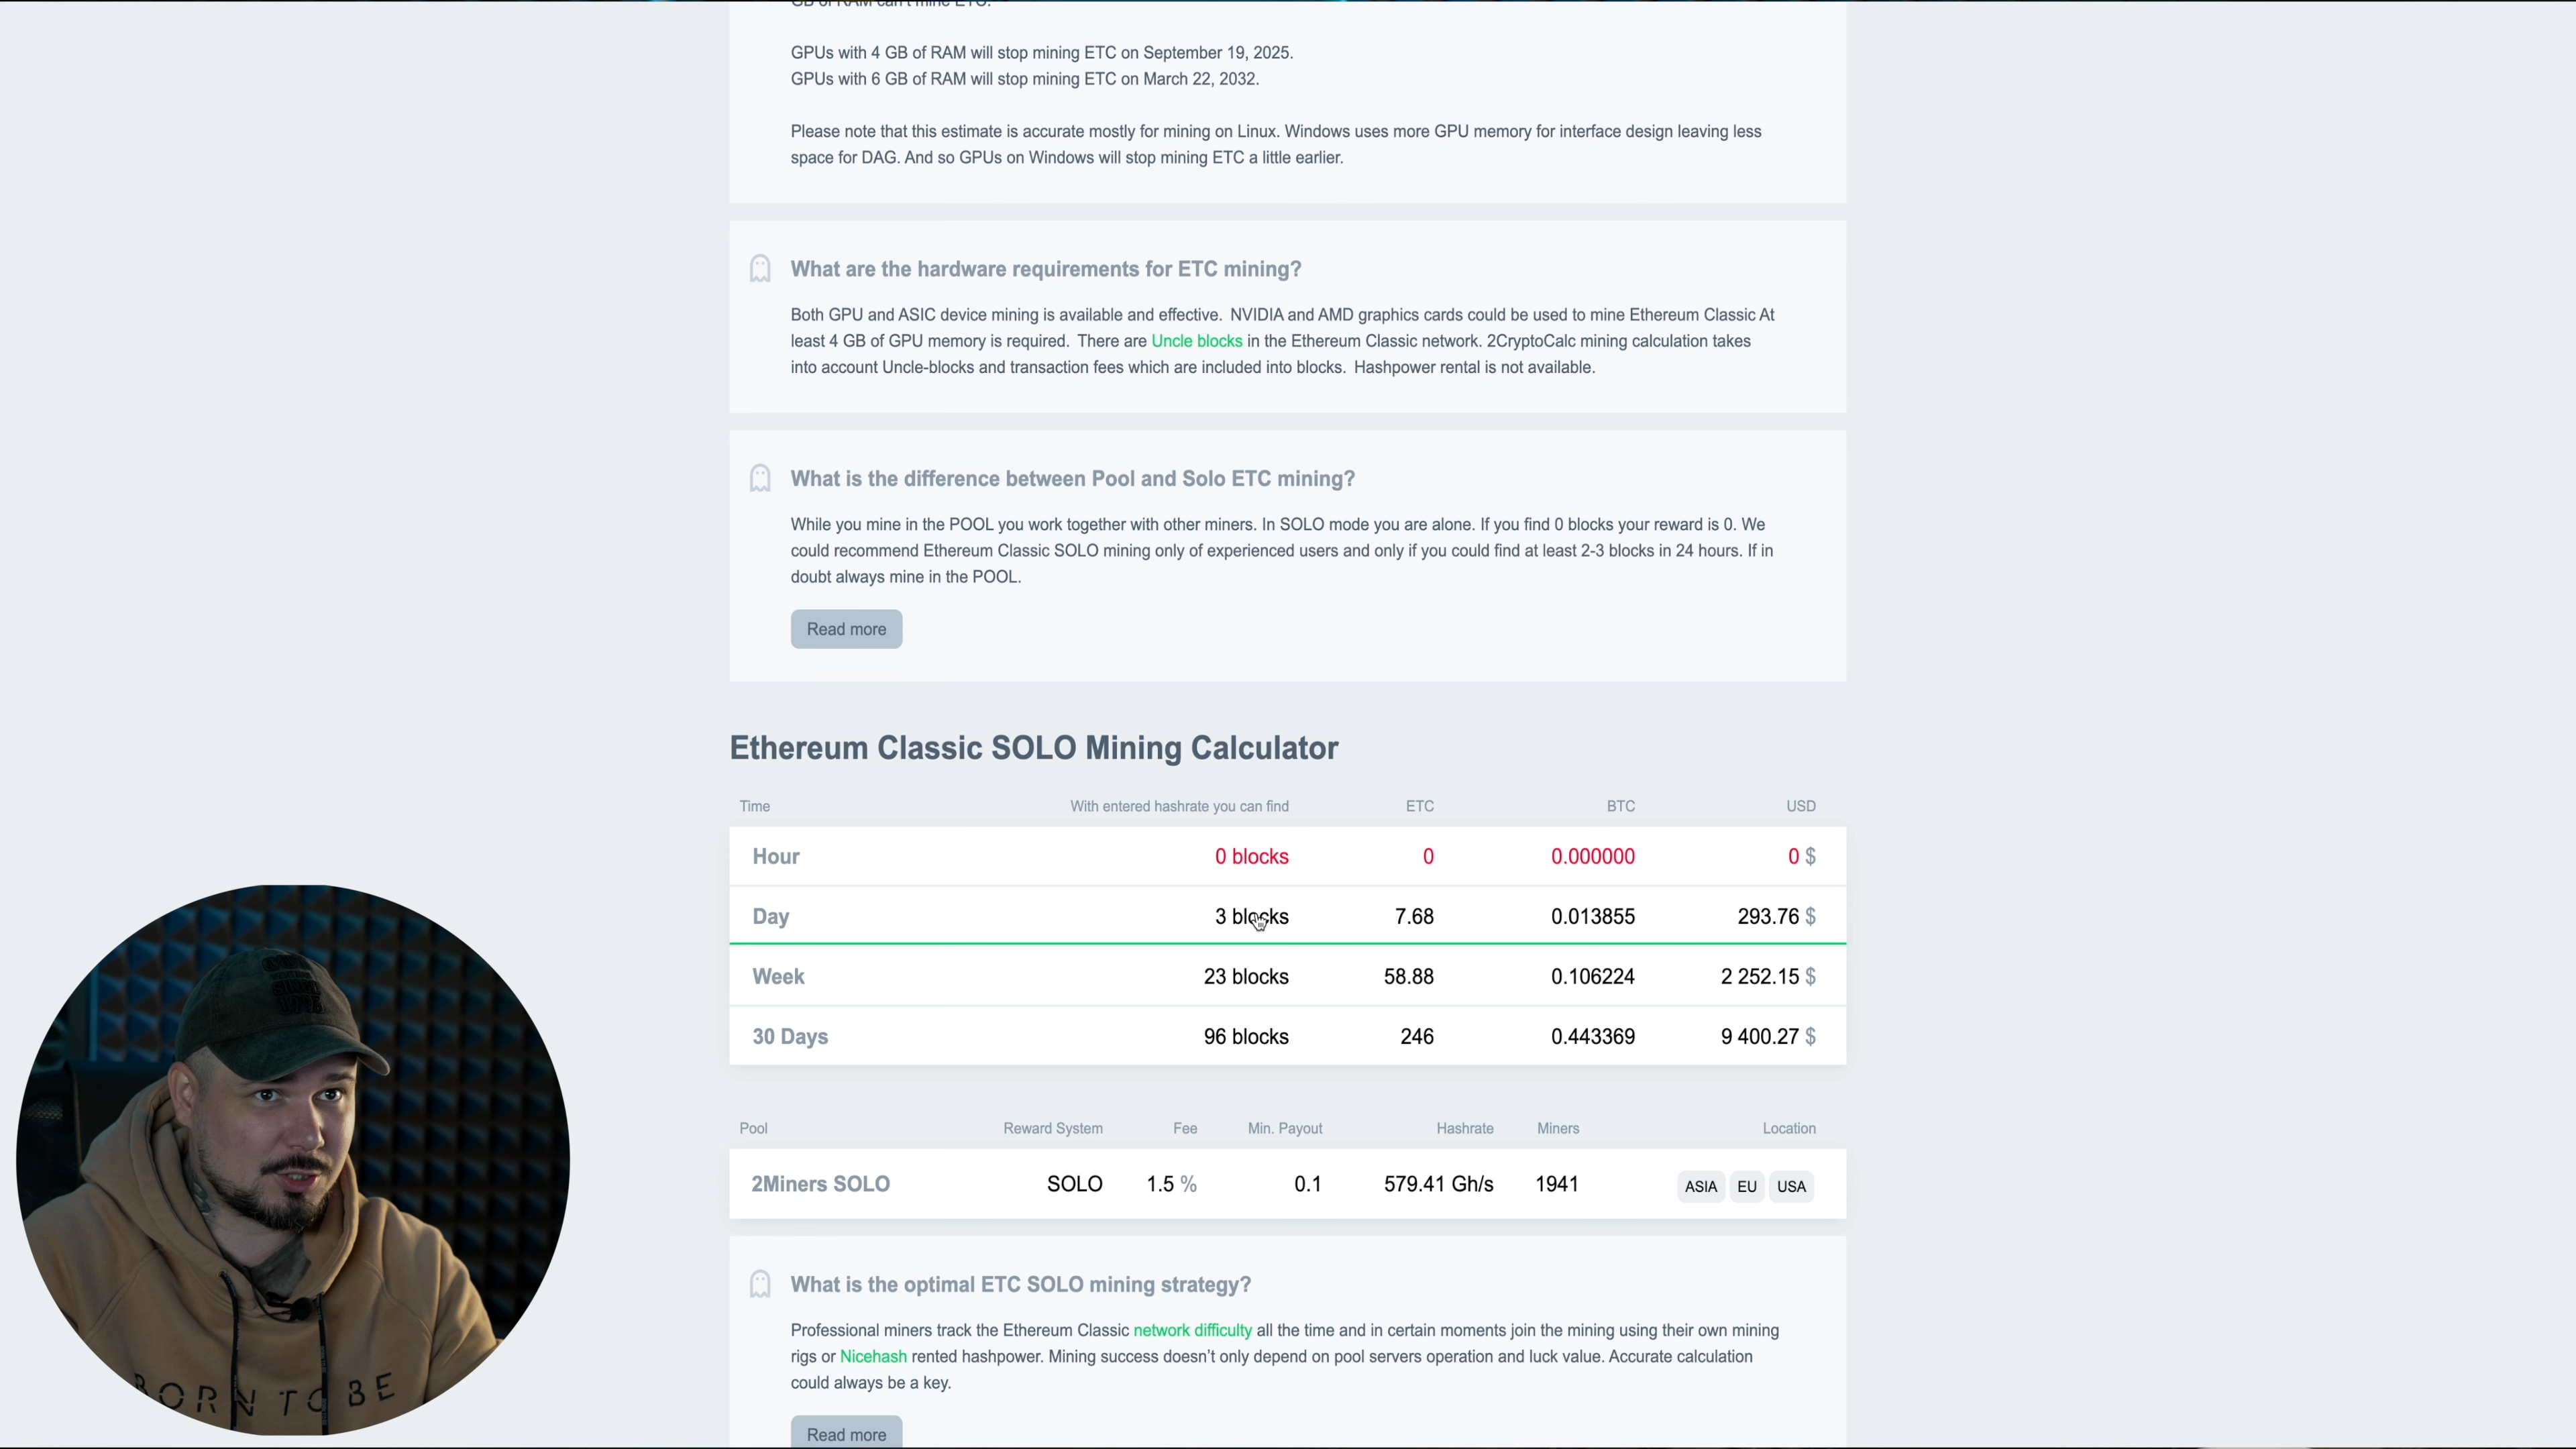 GB of RAM can't mine ETC.
GPUs with 4 GB of RAM will stop mining ETC on September 19, 2025.
GPUs with 6 GB of RAM will stop mining ETC on March 22, 2032.
Please note that this estimate is accurate mostly for mining on Linux. Windows uses more GPU memory for interface design leaving less
space for DAG. And so GPUs on Windows will stop mining ETC a little earlier.
What are the hardware requirements for ETC mining?
Both GPU and ASIC device mining is available and effective. NVIDIA and AMD graphics cards could be used to mine Ethereum Classic At
least 4 GB of GPU memory is required. There are Uncle blocks in the Ethereum Classic network. 2CryptoCalc mining calculation takes
into account Uncle-blocks and transaction fees which are included into blocks. Hashpower rental is not available.
What is the difference between Pool and Solo ETC mining?
While you mine in the POOL you work together with other miners. In SOLO mode you are alone. If you find 0 blocks your reward is 0. We
could recommend Ethereum Classic SOLO mining only of experienced users and only if you could find at least 2-3 blocks in 24 hours. If in
doubt always mine in the POOL.
Read more
Ethereum Classic SOLO Mining Calculator
Time With entered hashrate you can find ETC BTC USD
Hour 0 blocks 0 0.000000 0 $
Day 3 blocks 7.68 0.013855 293.76 $
Week 23 blocks 58.88 0.106224 2 252.15 $
30 Days 96 blocks 246 0.443369 9 400.27 $
Pool Reward System Fee Min. Payout Hashrate Miners Location
2Miners SOLO SOLO 1.5 % 0.1 579.41 Gh/s 1941 ASIA EU USA
What is the optimal ETC SOLO mining strategy?
Professional miners track the Ethereum Classic network difficulty all the time and in certain moments join the mining using their own mining
rigs or Nicehash rented hashpower. Mining success doesn't only depend on pool servers operation and luck value. Accurate calculation
could always be a key.
Read more
BORN TO BE